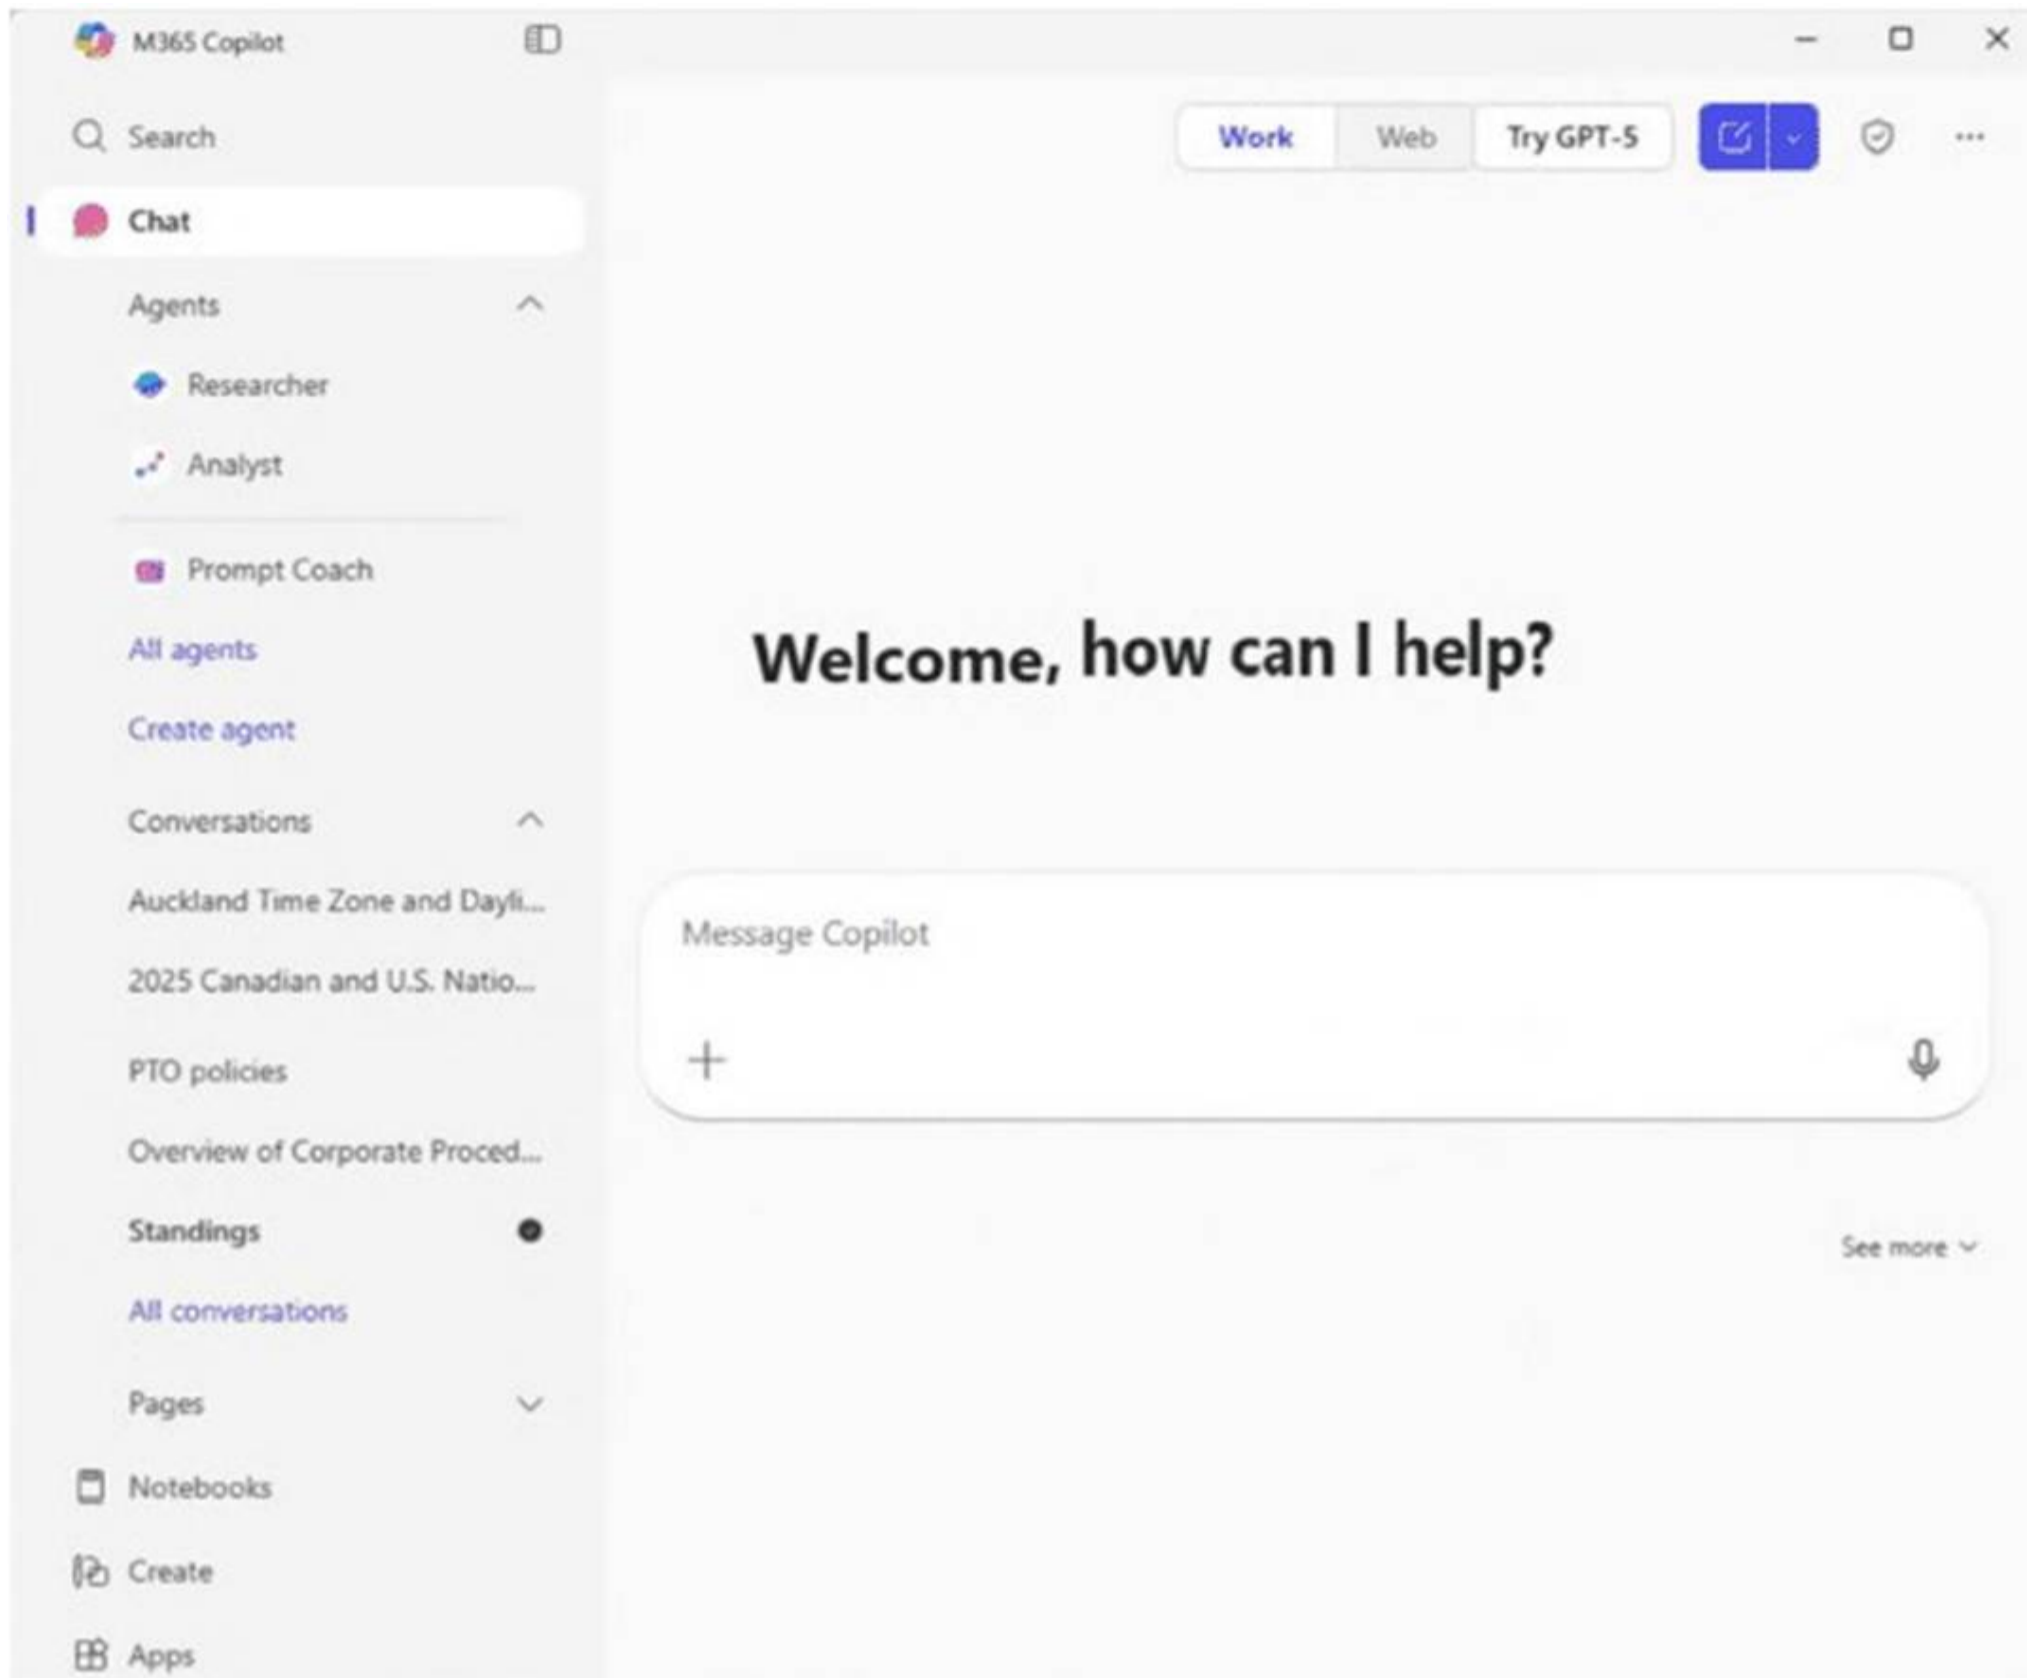 M365 Copilot
Search
Chat
Agents
Researcher
Analyst
Prompt Coach
All agents
Create agent
Conversations
Auckland Time Zone and Dayli...
2025 Canadian and U.S. Natio...
PTO policies
Overview of Corporate Proced...
Standings
All conversations
Pages
Notebooks
Create
Apps
Work Web Try GPT-5
Welcome, how can I help?
Message Copilot
See more